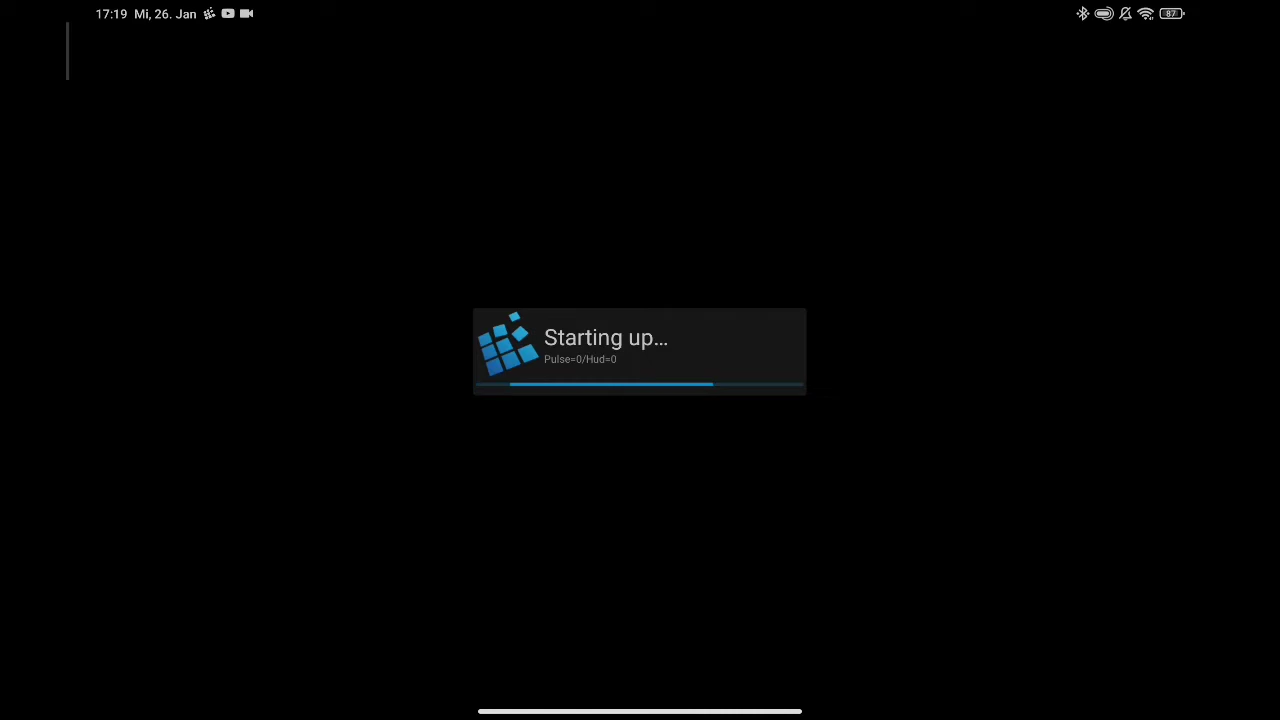 17:19 Mi, 26. Jan
87
Starting up...
Pulse=0/Hud=0